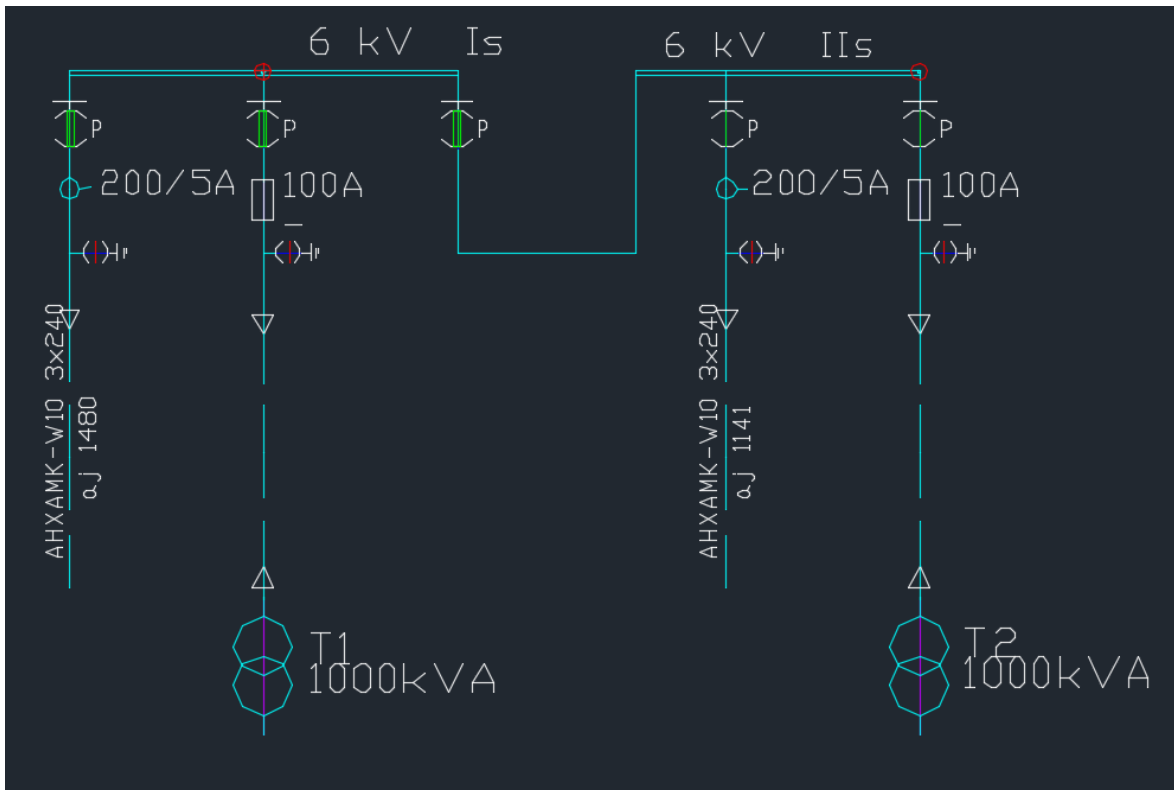 6 kV Is
6 kV IIs
P
P
P
P
P
200/5A
100A
200/5A
100A
AHXAMK-W10 3x240
aj 1480
AHXAMK-W10 3x240
aj 1141
T1
1000kVA
T2
1000kVA